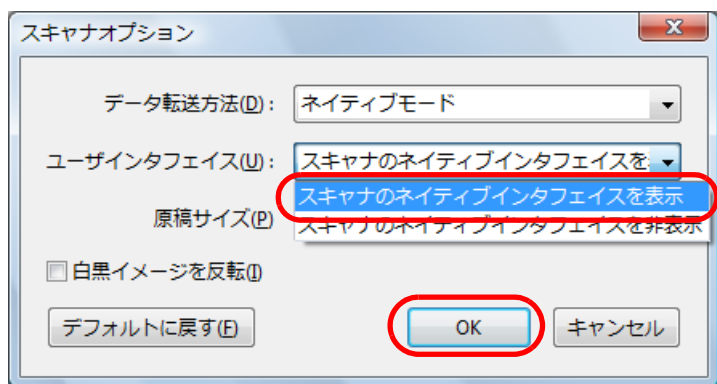 スキャナオプション
データ転送方法(D): ネイティブモード
ユーザインタフェイス(U): スキャナのネイティブインタフェイスを
スキャナのネイティブインタフェイスを表示
原稿サイズ(P)
スキャナのネイティブインタフェイスを非表示
白黒イメージを反転(I)
デフォルトに戻す(F) OK キャンセル